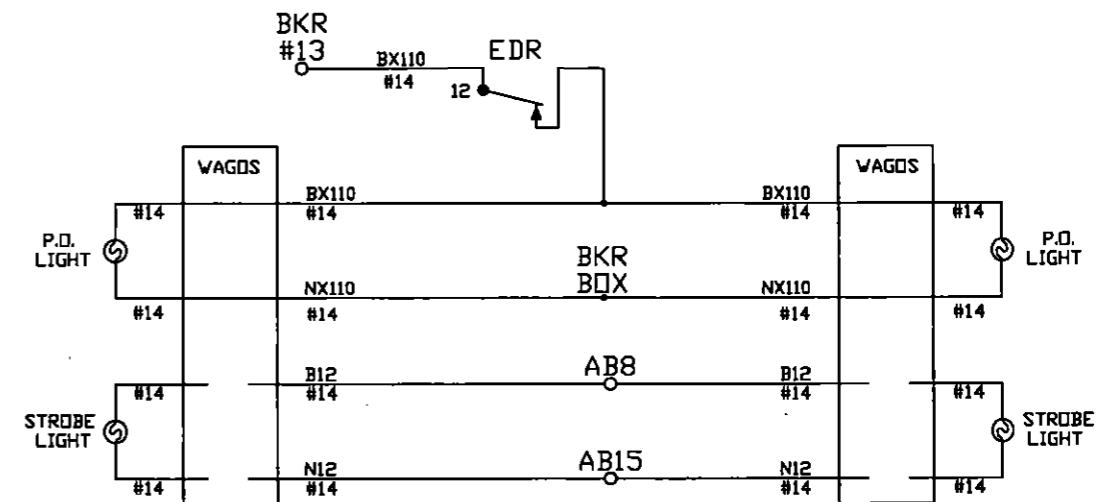 BKR
#13
BX110
#14
EDR
12
WAGOS
WAGOS
#14
BX110
#14
BX110
#14
#14
P.O.
LIGHT
P.O.
LIGHT
BKR
BOX
#14
NX110
#14
NX110
#14
#14
#14
B12
#14
AB8
B12
#14
#14
STROBE
LIGHT
STROBE
LIGHT
#14
N12
#14
AB15
N12
#14
#14